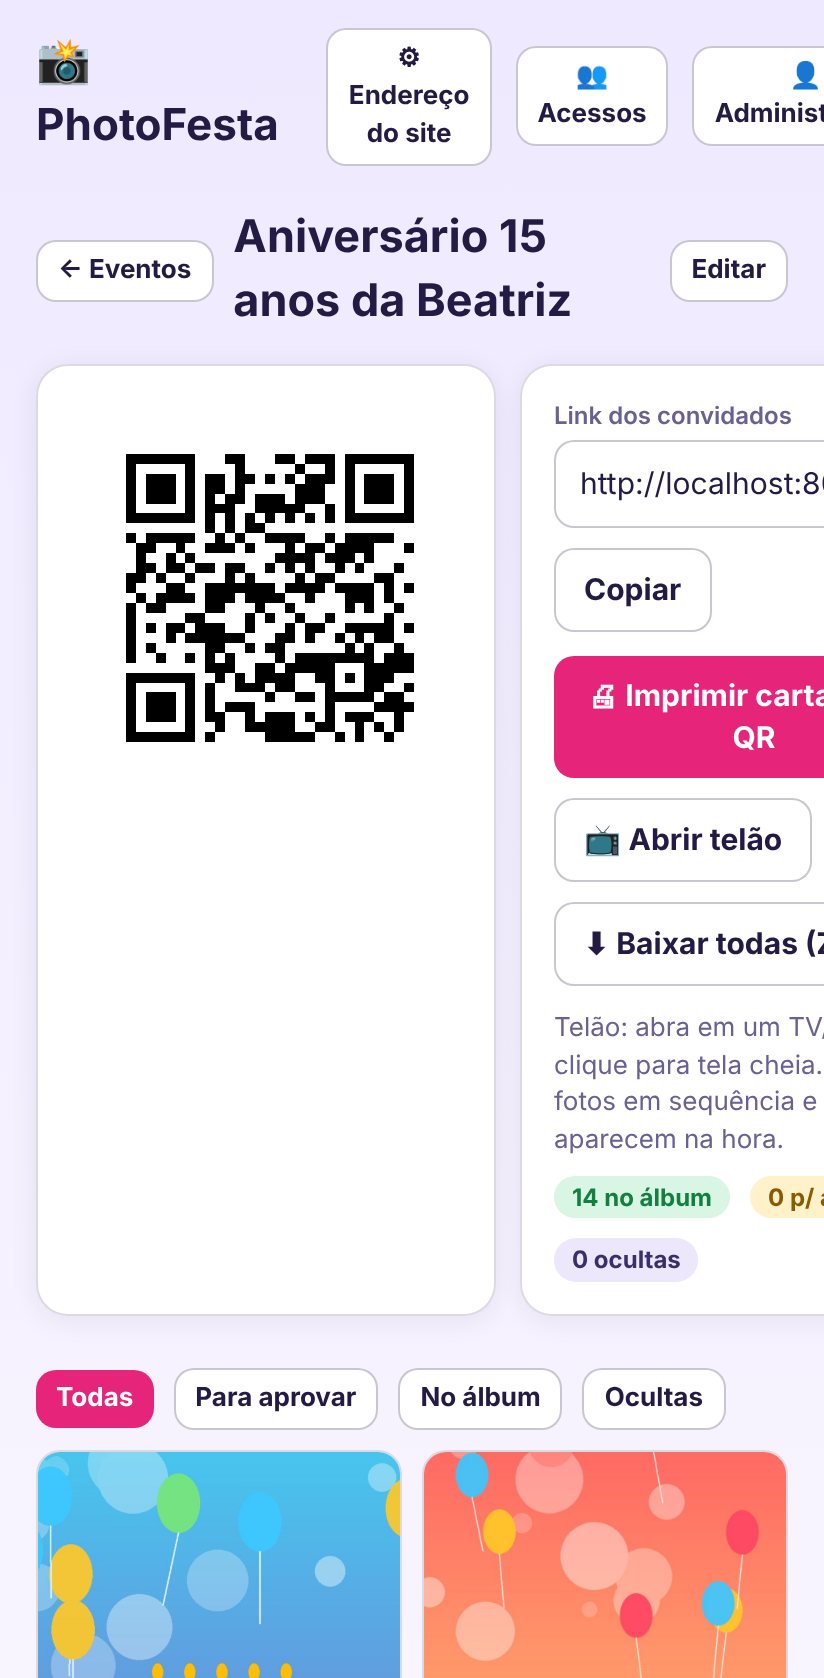 PhotoFesta
⚙ Endereço
do site
👥
Acessos
👤
Administ
← Eventos
Aniversário 15
anos da Beatriz
Editar
Link dos convidados
http://localhost:80
Copiar
🖨 Imprimir carta
QR
📺 Abrir telão
⬇ Baixar todas (Z
Telão: abra em um TV/
clique para tela cheia.
fotos em sequência e
aparecem na hora.
14 no álbum
0 p/ a
0 ocultas
Todas
Para aprovar
No álbum
Ocultas